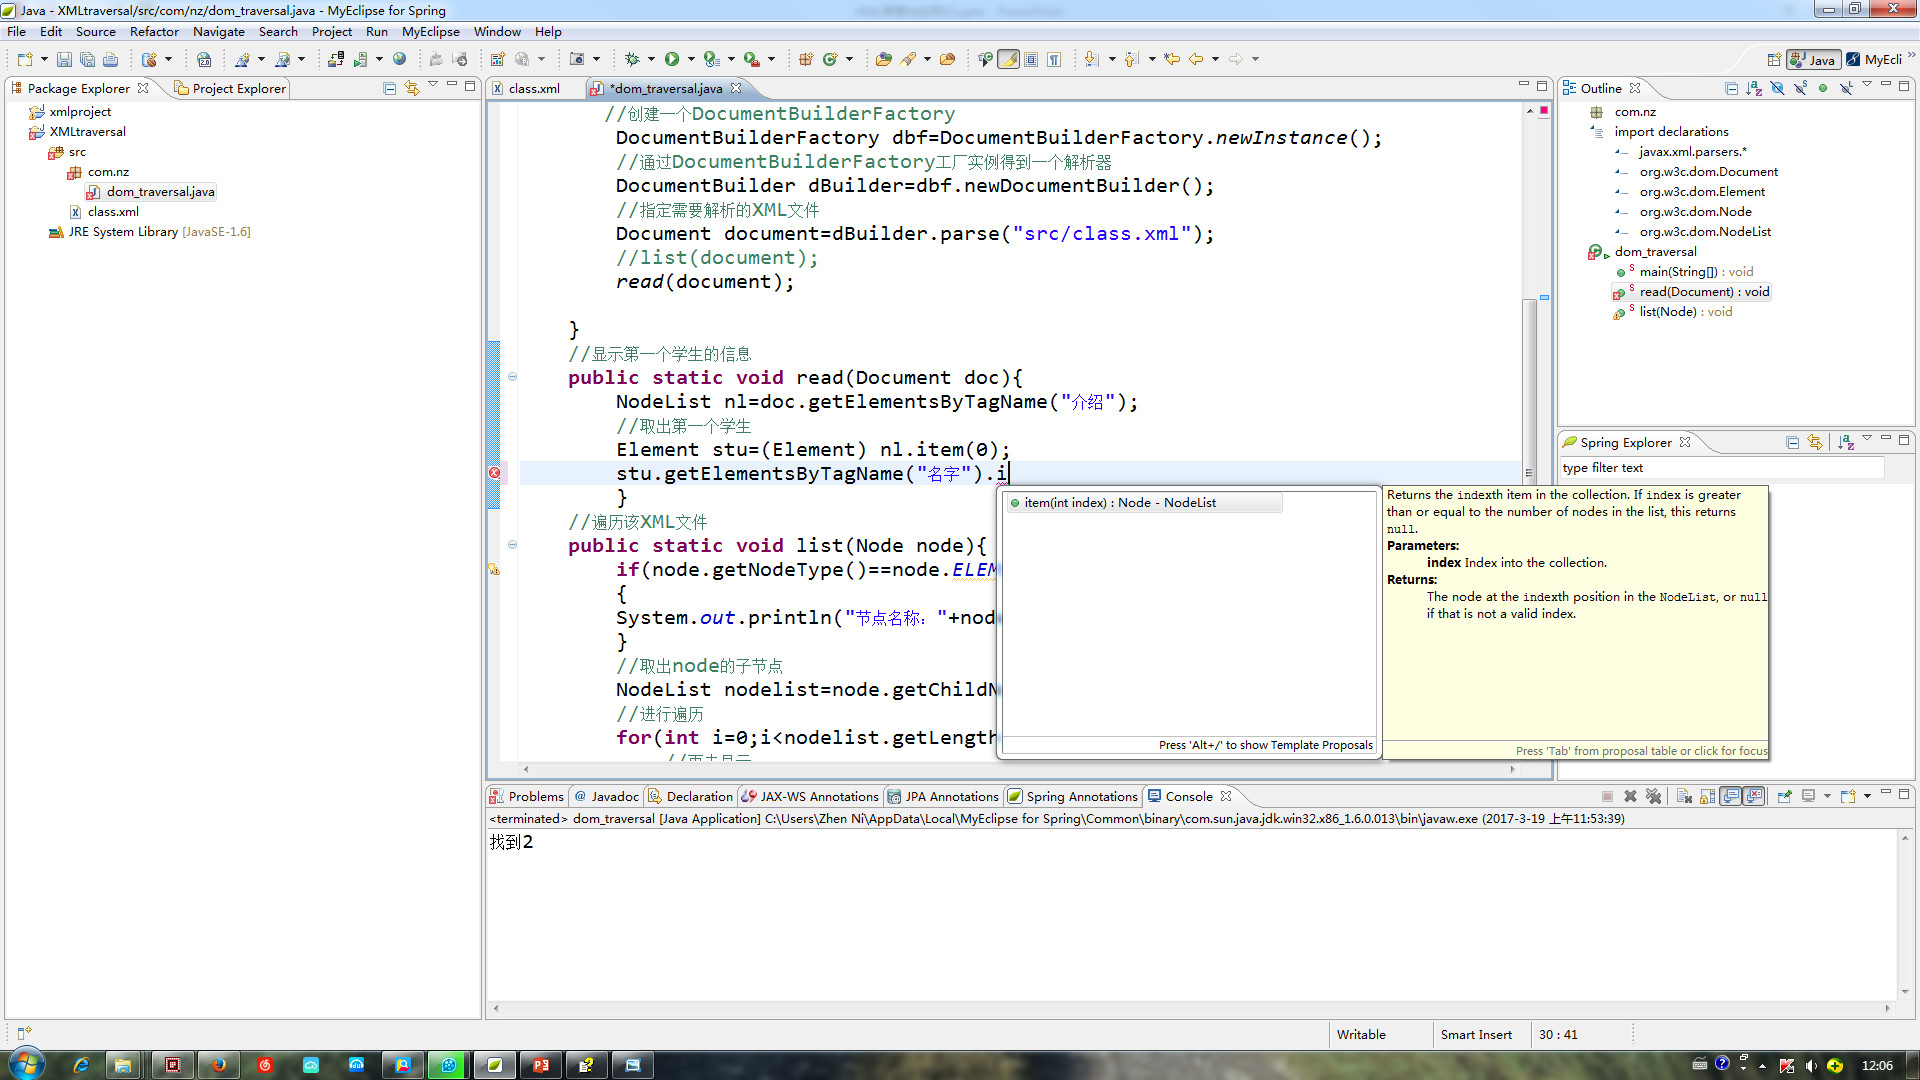 Java - XMLtraversal/src/com/nz/dom_traversal.java - MyEclipse for Spring
File Edit Source Refactor Navigate Search Project Run MyEclipse Window Help
Java MyEcli
Package Explorer Project Explorer
xmlproject
XMLtraversal
src
com.nz
dom_traversal.java
class.xml
JRE System Library [JavaSE-1.6]
class.xml *dom_traversal.java
//创建一个DocumentBuilderFactory
DocumentBuilderFactory dbf=DocumentBuilderFactory.newInstance();
//通过DocumentBuilderFactory工厂实例得到一个解析器
DocumentBuilder dBuilder=dbf.newDocumentBuilder();
//指定需要解析的XML文件
Document document=dBuilder.parse("src/class.xml");
//list(document);
read(document);
}
//显示第一个学生的信息
public static void read(Document doc){
NodeList nl=doc.getElementsByTagName("介绍");
//取出第一个学生
Element stu=(Element) nl.item(0);
stu.getElementsByTagName("名字").i
}
//遍历该XML文件
public static void list(Node node){
if(node.getNodeType()==node.ELEM
{
System.out.println("节点名称："+nod
}
//取出node的子节点
NodeList nodelist=node.getChildN
//进行遍历
for(int i=0;i<nodelist.getLength
item(int index) : Node - NodeList
Press 'Alt+/' to show Template Proposals
Returns the indexth item in the collection. If index is greater
than or equal to the number of nodes in the list, this returns
null.
Parameters:
index Index into the collection.
Returns:
The node at the indexth position in the NodeList, or null
if that is not a valid index.
Press 'Tab' from proposal table or click for focus
Outline
com.nz
import declarations
javax.xml.parsers.*
org.w3c.dom.Document
org.w3c.dom.Element
org.w3c.dom.Node
org.w3c.dom.NodeList
dom_traversal
main(String[]) : void
read(Document) : void
list(Node) : void
Spring Explorer
type filter text
Problems Javadoc Declaration JAX-WS Annotations JPA Annotations Spring Annotations Console
<terminated> dom_traversal [Java Application] C:\Users\Zhen Ni\AppData\Local\MyEclipse for Spring\Common\binary\com.sun.java.jdk.win32.x86_1.6.0.013\bin\javaw.exe (2017-3-19 上午11:53:39)
找到2
Writable Smart Insert 30 : 41
12:06